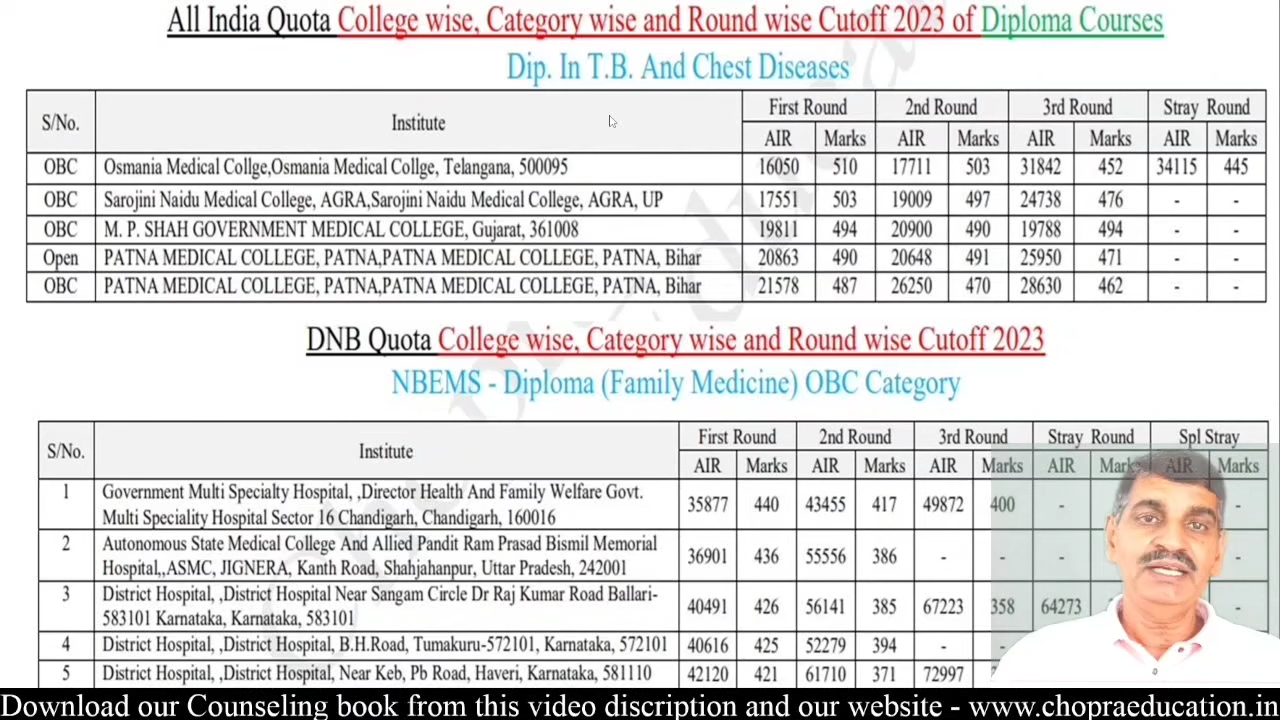 All India Quota College wise, Category wise and Round wise Cutoff 2023 of Diploma Courses
Dip. In T.B. And Chest Diseases
S/No. Institute First Round 2nd Round 3rd Round Stray Round
AIR Marks AIR Marks AIR Marks AIR Marks
OBC Osmania Medical Collge,Osmania Medical Collge, Telangana, 500095 16050 510 17711 503 31842 452 34115 445
OBC Sarojini Naidu Medical College, AGRA,Sarojini Naidu Medical College, AGRA, UP 17551 503 19009 497 24738 476 - -
OBC M. P. SHAH GOVERNMENT MEDICAL COLLEGE, Gujarat, 361008 19811 494 20900 490 19788 494 - -
Open PATNA MEDICAL COLLEGE, PATNA,PATNA MEDICAL COLLEGE, PATNA, Bihar 20863 490 20648 491 25950 471 - -
OBC PATNA MEDICAL COLLEGE, PATNA,PATNA MEDICAL COLLEGE, PATNA, Bihar 21578 487 26250 470 28630 462 - -
DNB Quota College wise, Category wise and Round wise Cutoff 2023
NBEMS - Diploma (Family Medicine) OBC Category
S/No. Institute First Round 2nd Round 3rd Round Stray Round Spl Stray
AIR Marks AIR Marks AIR Marks AIR Marks AIR Marks
1 Government Multi Specialty Hospital, ,Director Health And Family Welfare Govt. 35877 440 43455 417 49872 400 - -
Multi Speciality Hospital Sector 16 Chandigarh, Chandigarh, 160016
2 Autonomous State Medical College And Allied Pandit Ram Prasad Bismil Memorial 36901 436 55556 386 - - - -
Hospital,,ASMC, JIGNERA, Kanth Road, Shahjahanpur, Uttar Pradesh, 242001
3 District Hospital, ,District Hospital Near Sangam Circle Dr Raj Kumar Road Ballari- 40491 426 56141 385 67223 358 64273 -
583101 Karnataka, Karnataka, 583101
4 District Hospital, ,District Hospital, B.H.Road, Tumakuru-572101, Karnataka, 572101 40616 425 52279 394 - - -
5 District Hospital, ,District Hospital, Near Keb, Pb Road, Haveri, Karnataka, 581110 42120 421 61710 371 72997
Download our Counseling book from this video discription and our website - www.chopraeducation.in